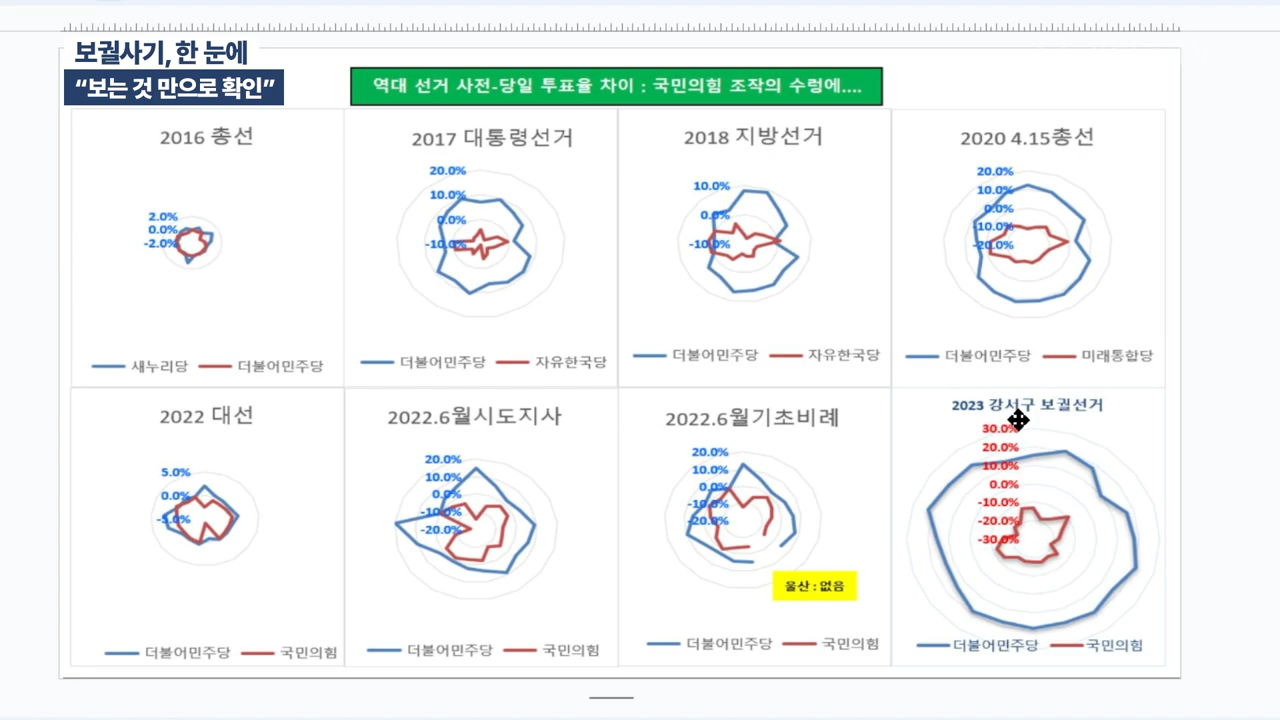 보궐사기, 한 눈에
“보는 것 만으로 확인”
역대 선거 사전-당일 투표율 차이 : 국민의힘 조작의 수렁에....
2016 총선
2.0%
0.0%
-2.0%
새누리당 더불어민주당
2017 대통령선거
20.0%
10.0%
0.0%
-10.0%
더불어민주당 자유한국당
2018 지방선거
10.0%
0.0%
-10.0%
더불어민주당 자유한국당
2020 4.15총선
20.0%
10.0%
0.0%
-10.0%
-20.0%
더불어민주당 미래통합당
2022 대선
5.0%
0.0%
-5.0%
더불어민주당 국민의힘
2022.6월시도지사
20.0%
10.0%
0.0%
-10.0%
-20.0%
더불어민주당 국민의힘
2022.6월기초비례
20.0%
10.0%
0.0%
-10.0%
-20.0%
울산 : 없음
더불어민주당 국민의힘
2023 강서구 보궐선거
30.0%
20.0%
10.0%
0.0%
-10.0%
-20.0%
-30.0%
더불어민주당 국민의힘